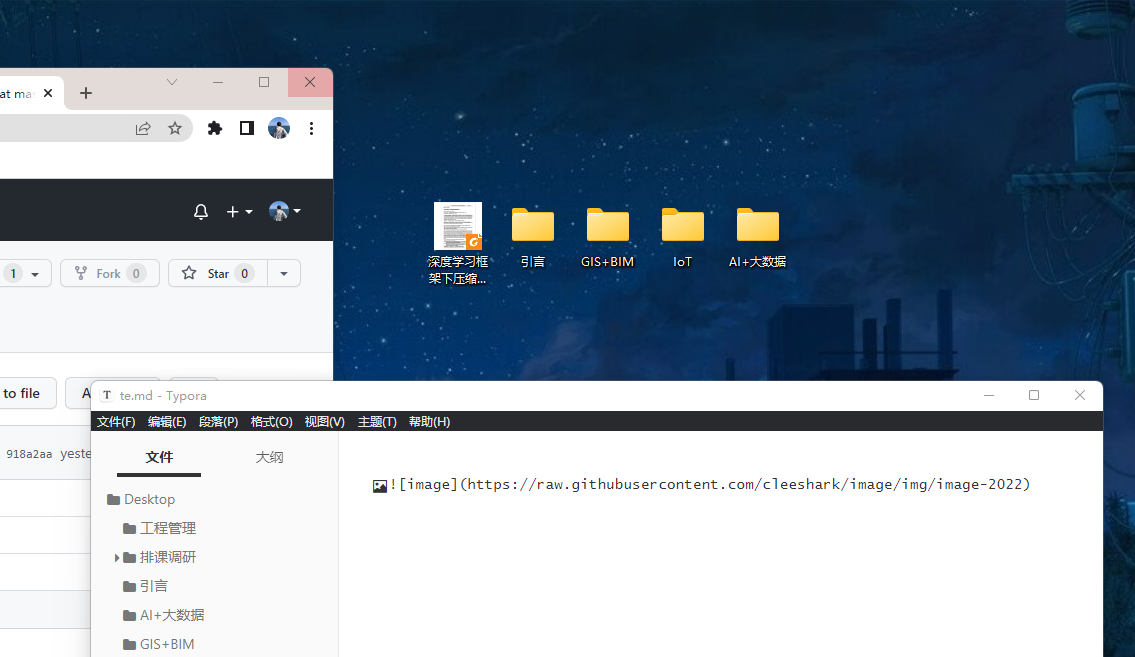 at mas
1
Fork 0
Star 0
深度学习框
架下压缩...
引言
GIS+BIM
IoT
AI+大数据
to file
A
te.md - Typora
文件(F) 编辑(E) 段落(P) 格式(O) 视图(V) 主题(T) 帮助(H)
918a2aa yeste
文件 大纲
Desktop
工程管理
排课调研
引言
AI+大数据
GIS+BIM
![image](https://raw.githubusercontent.com/cleeshark/image/img/image-2022)